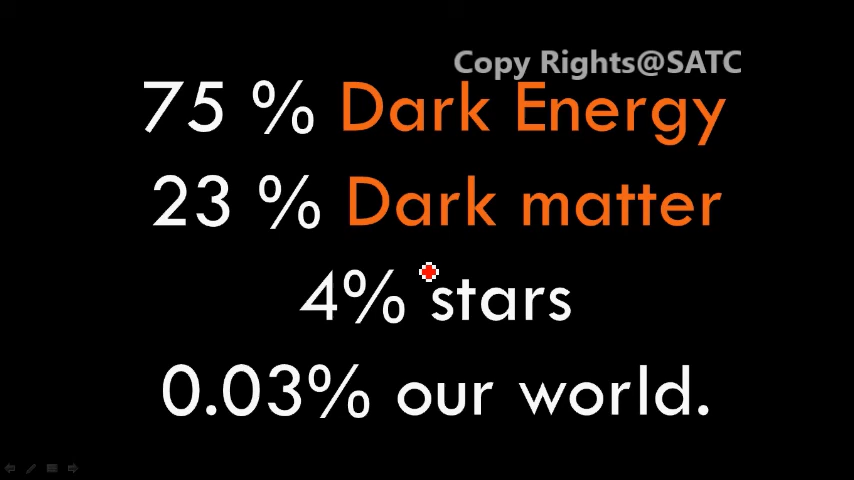 Copy Rights@SATC
75 % Dark Energy
23 % Dark matter
4% stars
0.03% our world.